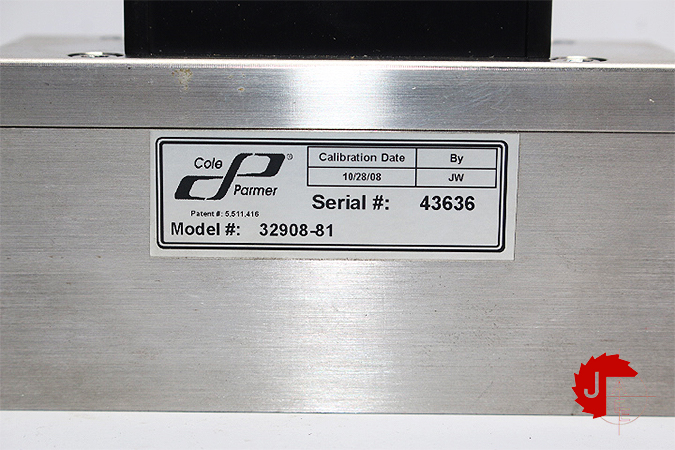 Cole
Parmer
®
Patent #: 5,511,416
Calibration Date By
10/28/08 JW
Serial #: 43636
Model #: 32908-81
J